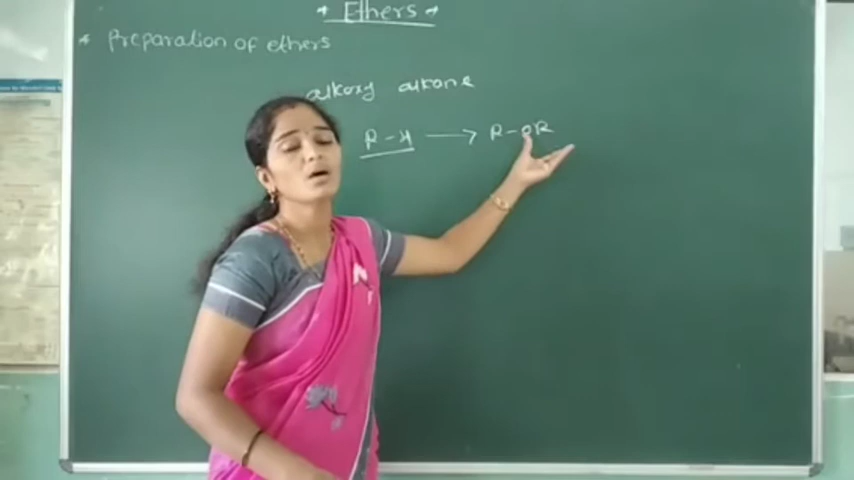 * Ethers *
* Preparation of ethers
alkoxy alkane
R-H → R-OR